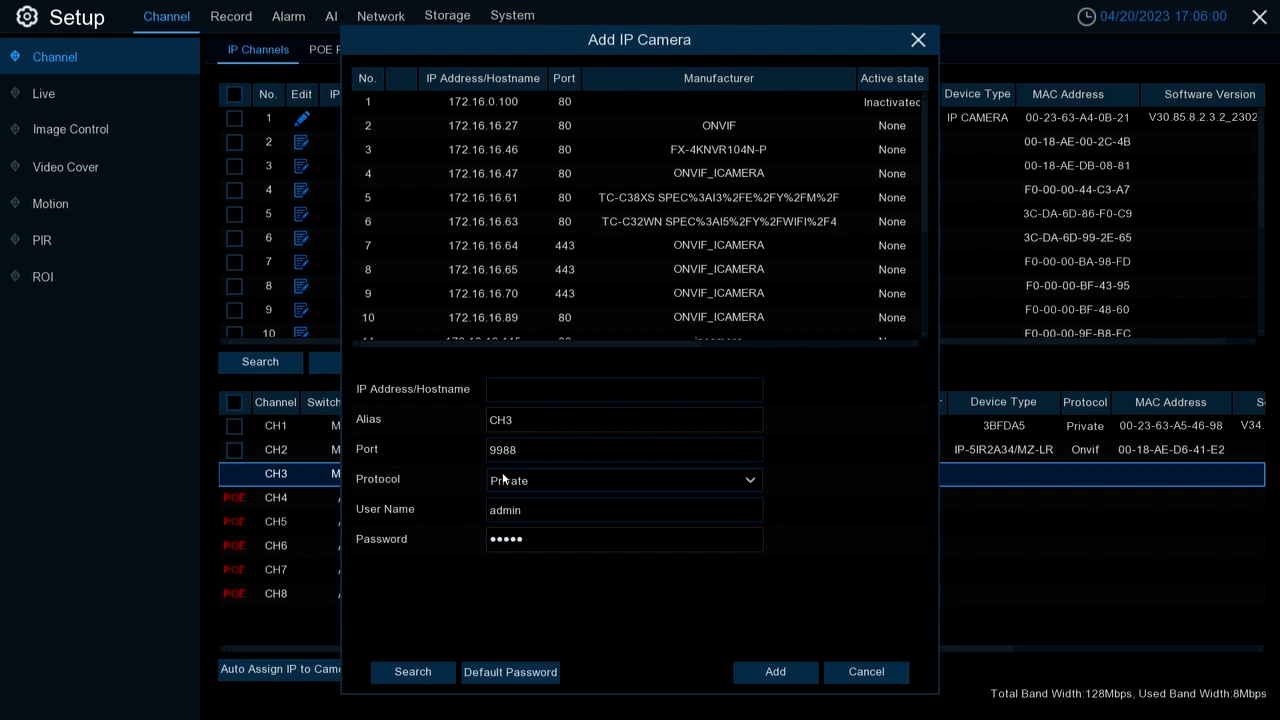 Setup
Channel Record Alarm AI Network Storage System
04/20/2023 17:06:00
Channel
Live
Image Control
Video Cover
Motion
PIR
ROI
IP Channels POE
No. Edit
1
2
3
4
5
6
7
8
9
10
Search
Channel Switch
CH1
CH2
CH3
POE CH4
POE CH5
POE CH6
POE CH7
POE CH8
Auto Assign IP to
Add IP Camera
No. IP Address/Hostname Port Manufacturer Active state
1 172.16.0.100 80 Inactivated
2 172.16.16.27 80 ONVIF None
3 172.16.16.46 80 FX-4KNVR104N-P None
4 172.16.16.47 80 ONVIF_ICAMERA None
5 172.16.16.61 80 TC-C38XS SPEC%3AI3%2FE%2FY%2FM%2F None
6 172.16.16.63 80 TC-C32WN SPEC%3AI5%2FY%2FWIFI%2F4 None
7 172.16.16.64 443 ONVIF_ICAMERA None
8 172.16.16.65 443 ONVIF_ICAMERA None
9 172.16.16.70 443 ONVIF_ICAMERA None
10 172.16.16.89 80 ONVIF_ICAMERA None
IP Address/Hostname
Alias CH3
Port 9988
Protocol Private
User Name admin
Password •••••
Search Default Password Add Cancel
Device Type MAC Address Software Version
IP CAMERA 00-23-63-A4-0B-21 V30.85.8.2.3.2_2302
00-18-AE-00-2C-4B
00-18-AE-DB-08-81
F0-00-00-44-C3-A7
3C-DA-6D-86-F0-C9
3C-DA-6D-99-2E-65
F0-00-00-BA-98-FD
F0-00-00-BF-43-95
F0-00-00-BF-48-60
F0-00-00-9E-B8-FC
Device Type Protocol MAC Address
3BFDA5 Private 00-23-63-A5-46-98 V34.
IP-5IR2A34/MZ-LR Onvif 00-18-AE-D6-41-E2
Total Band Width:128Mbps, Used Band Width:8Mbps